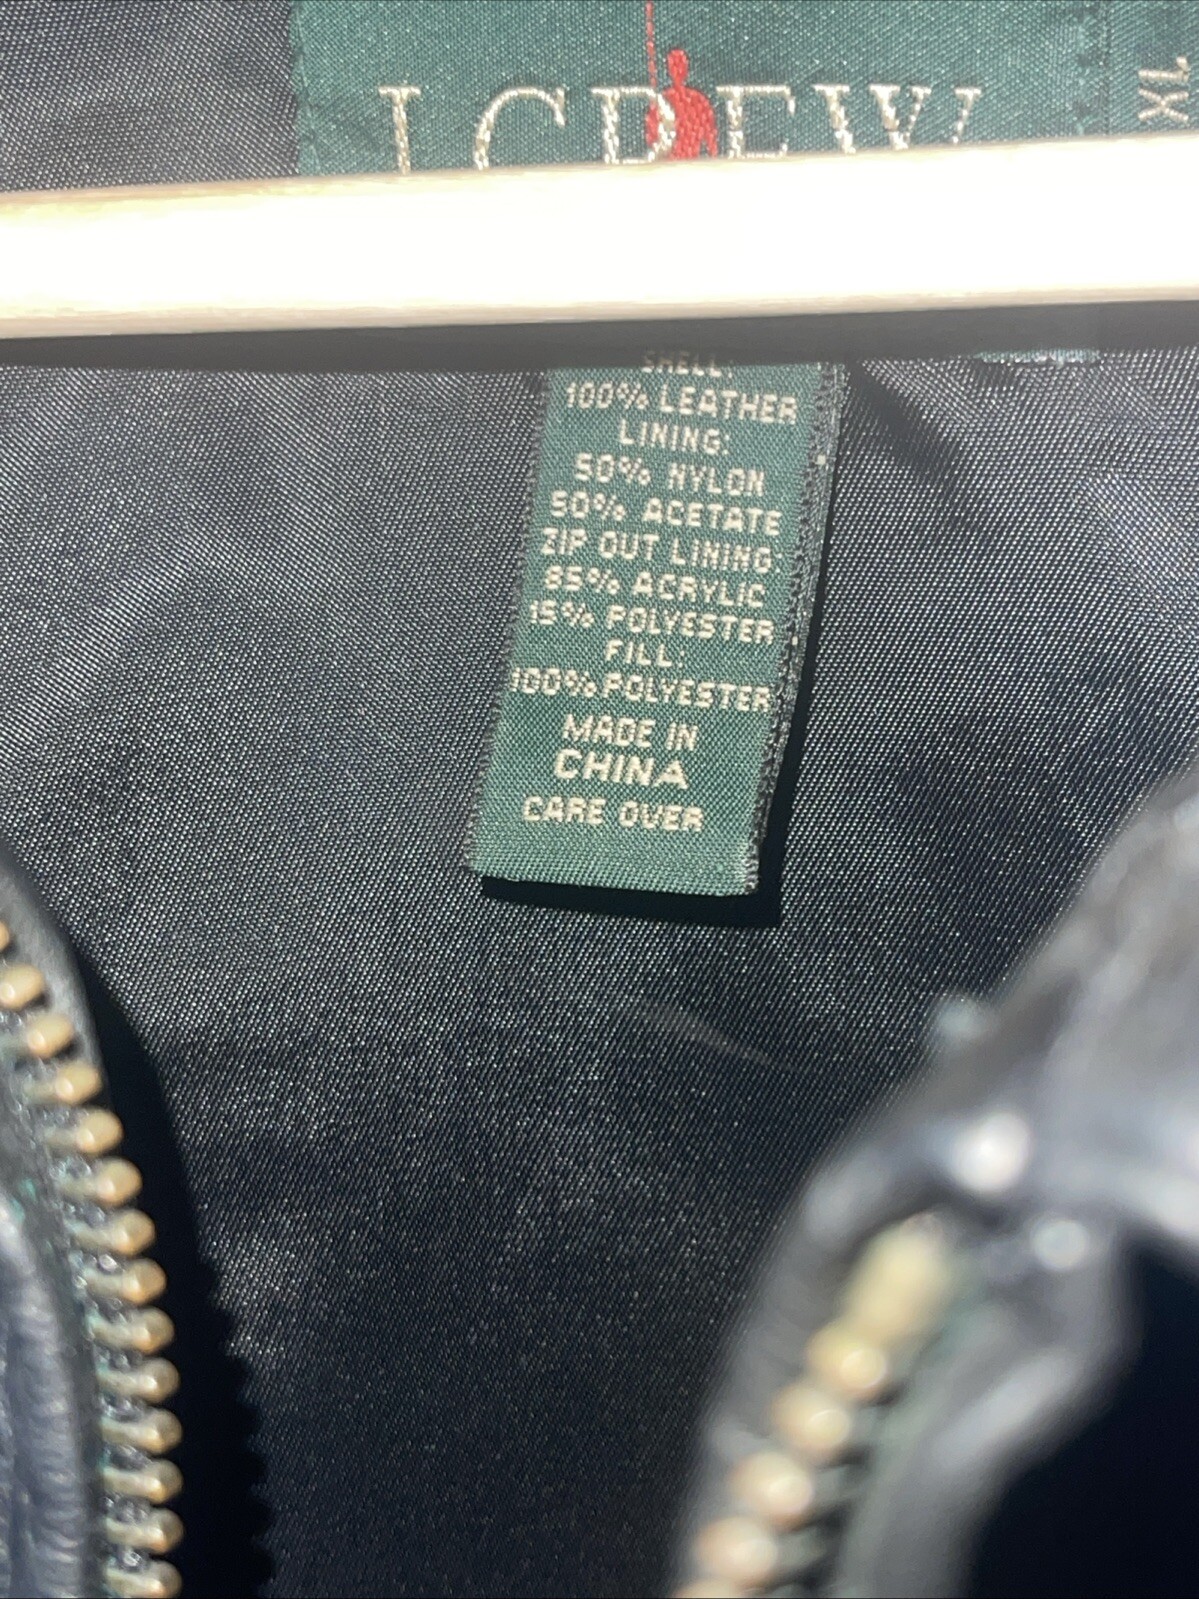 J.CREW
XL
SHELL:
100% LEATHER
LINING:
50% NYLON
50% ACETATE
ZIP OUT LINING:
85% ACRYLIC
15% POLYESTER
FILL:
100% POLYESTER
MADE IN
CHINA
CARE OVER